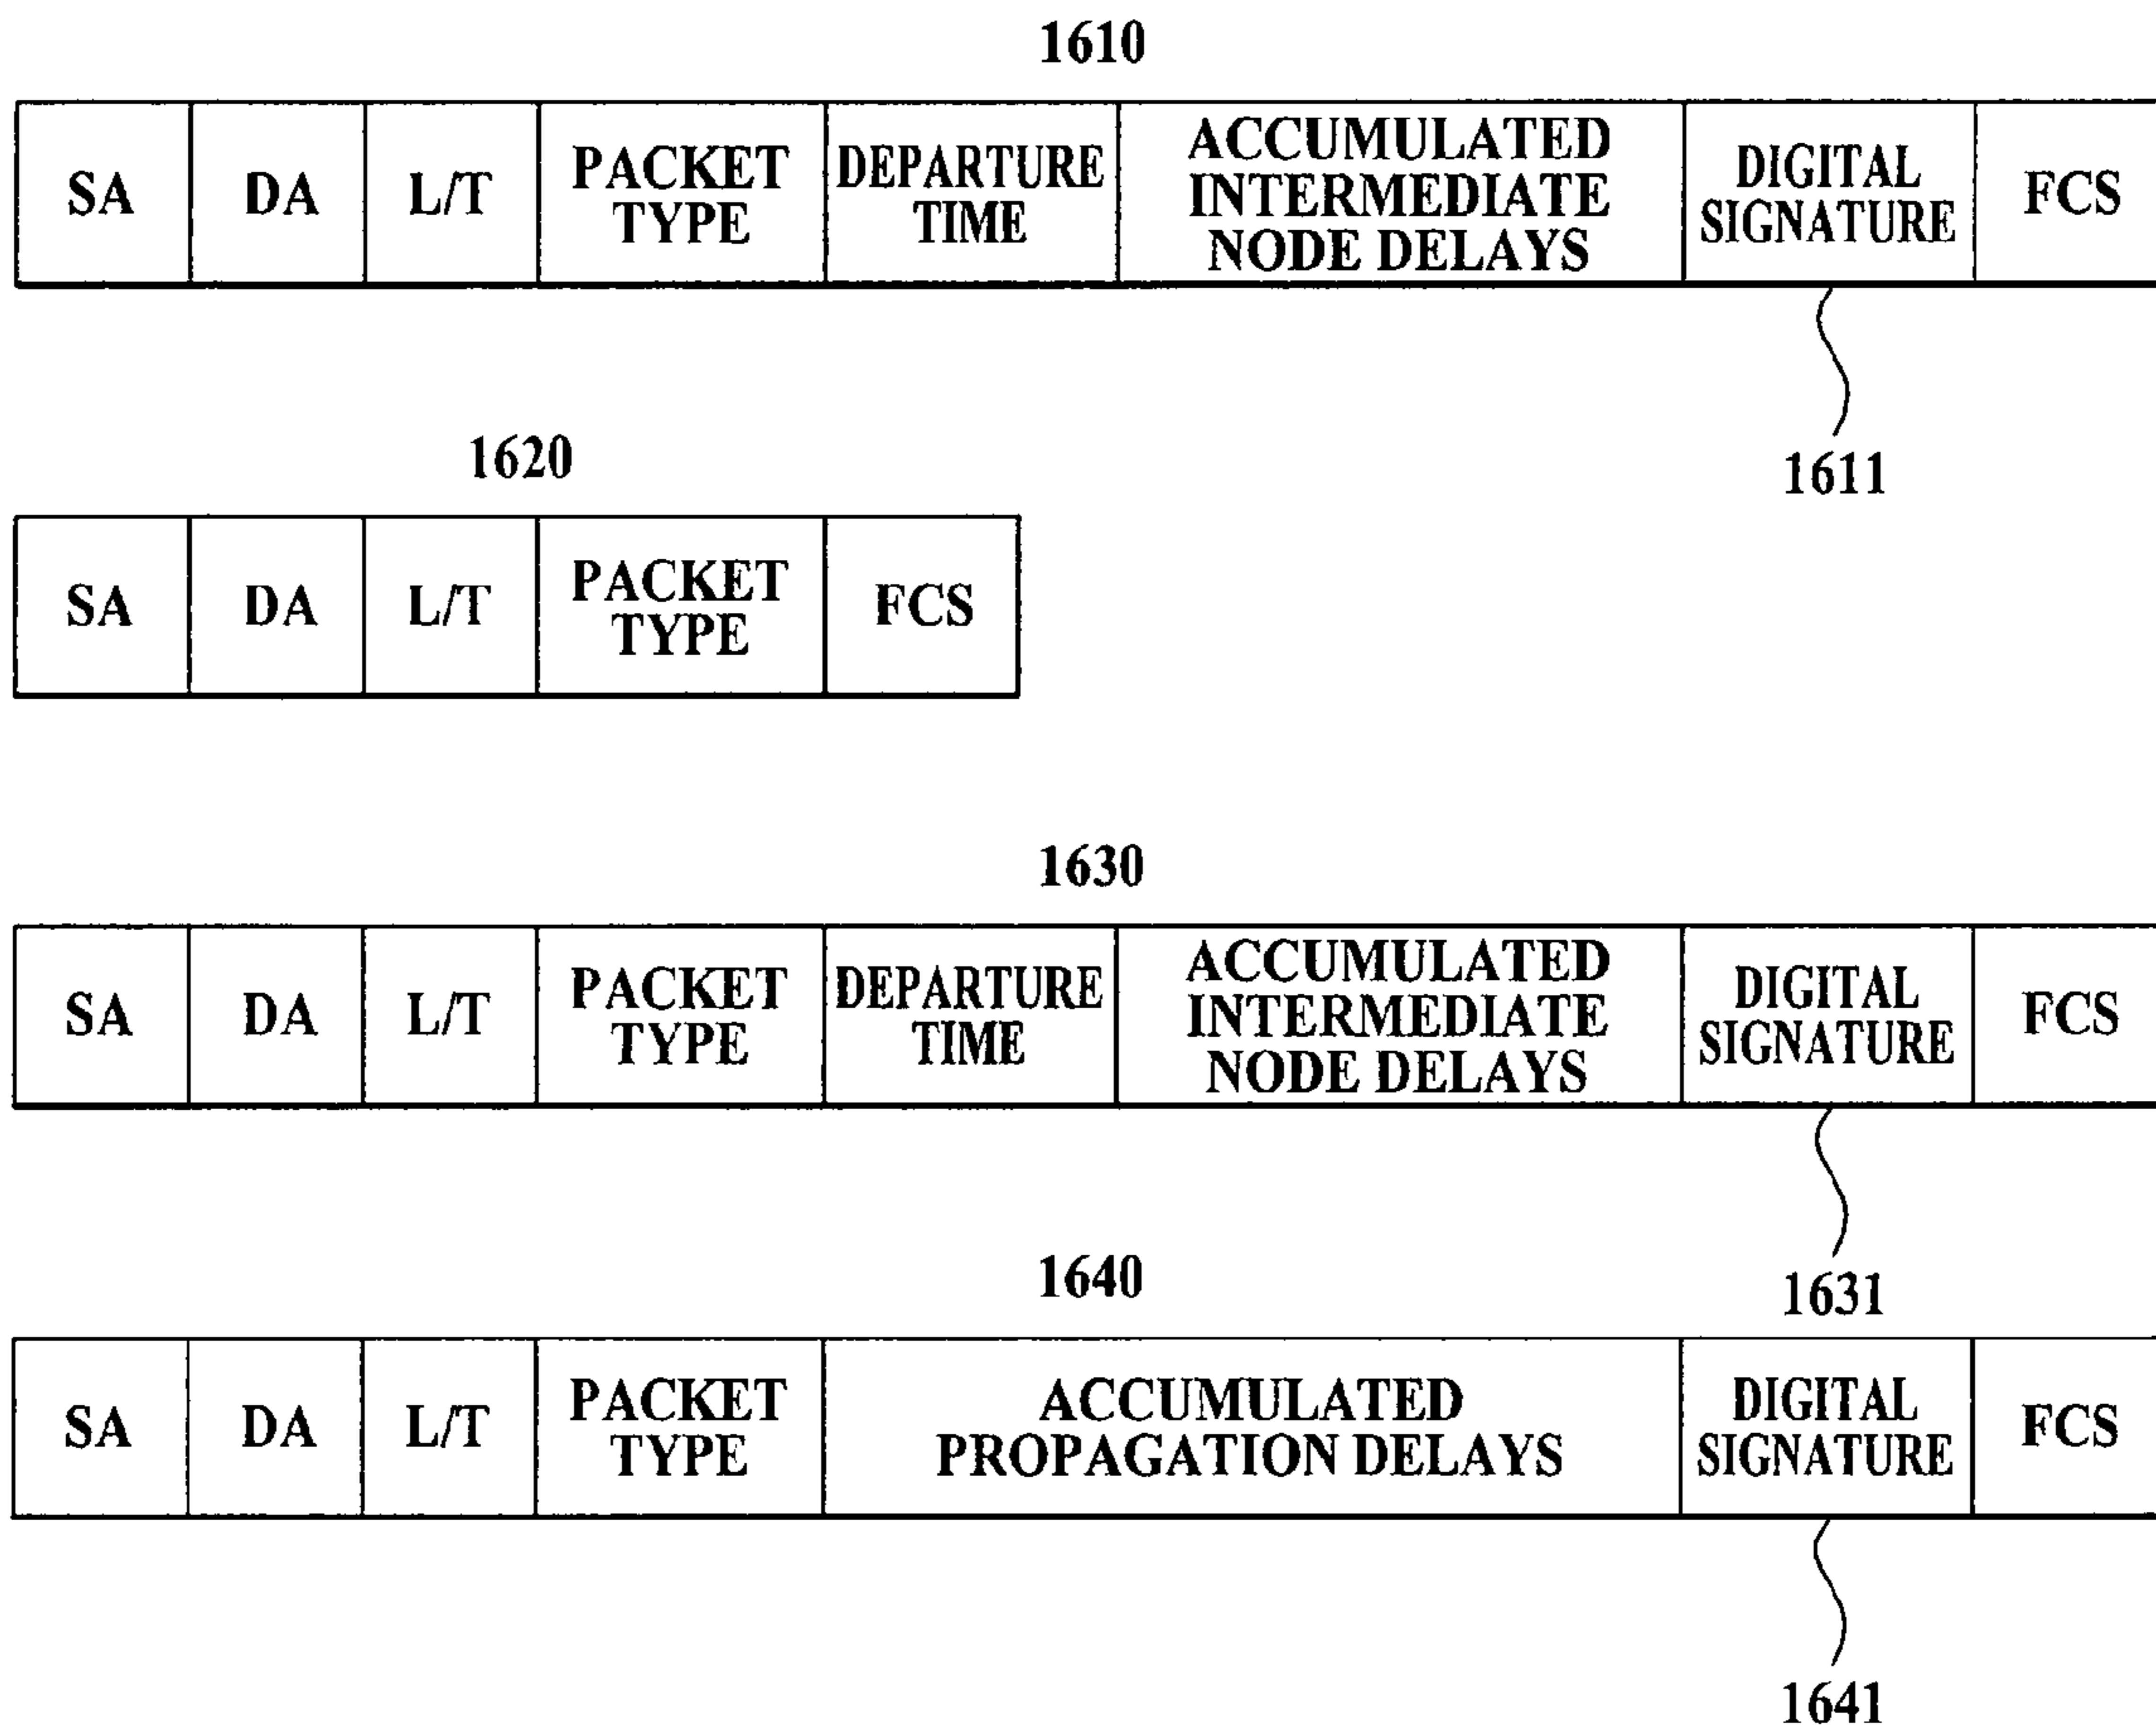 1610
SA
DA
L/T
PACKET
TYPE
DEPARTURE
TIME
ACCUMULATED
INTERMEDIATE
NODE DELAYS
DIGITAL
SIGNATURE
FCS
1611
1620
SA
DA
L/T
PACKET
TYPE
FCS
1630
SA
DA
L/T
PACKET
TYPE
DEPARTURE
TIME
ACCUMULATED
INTERMEDIATE
NODE DELAYS
DIGITAL
SIGNATURE
FCS
1631
1640
SA
DA
L/T
PACKET
TYPE
ACCUMULATED
PROPAGATION DELAYS
DIGITAL
SIGNATURE
FCS
1641